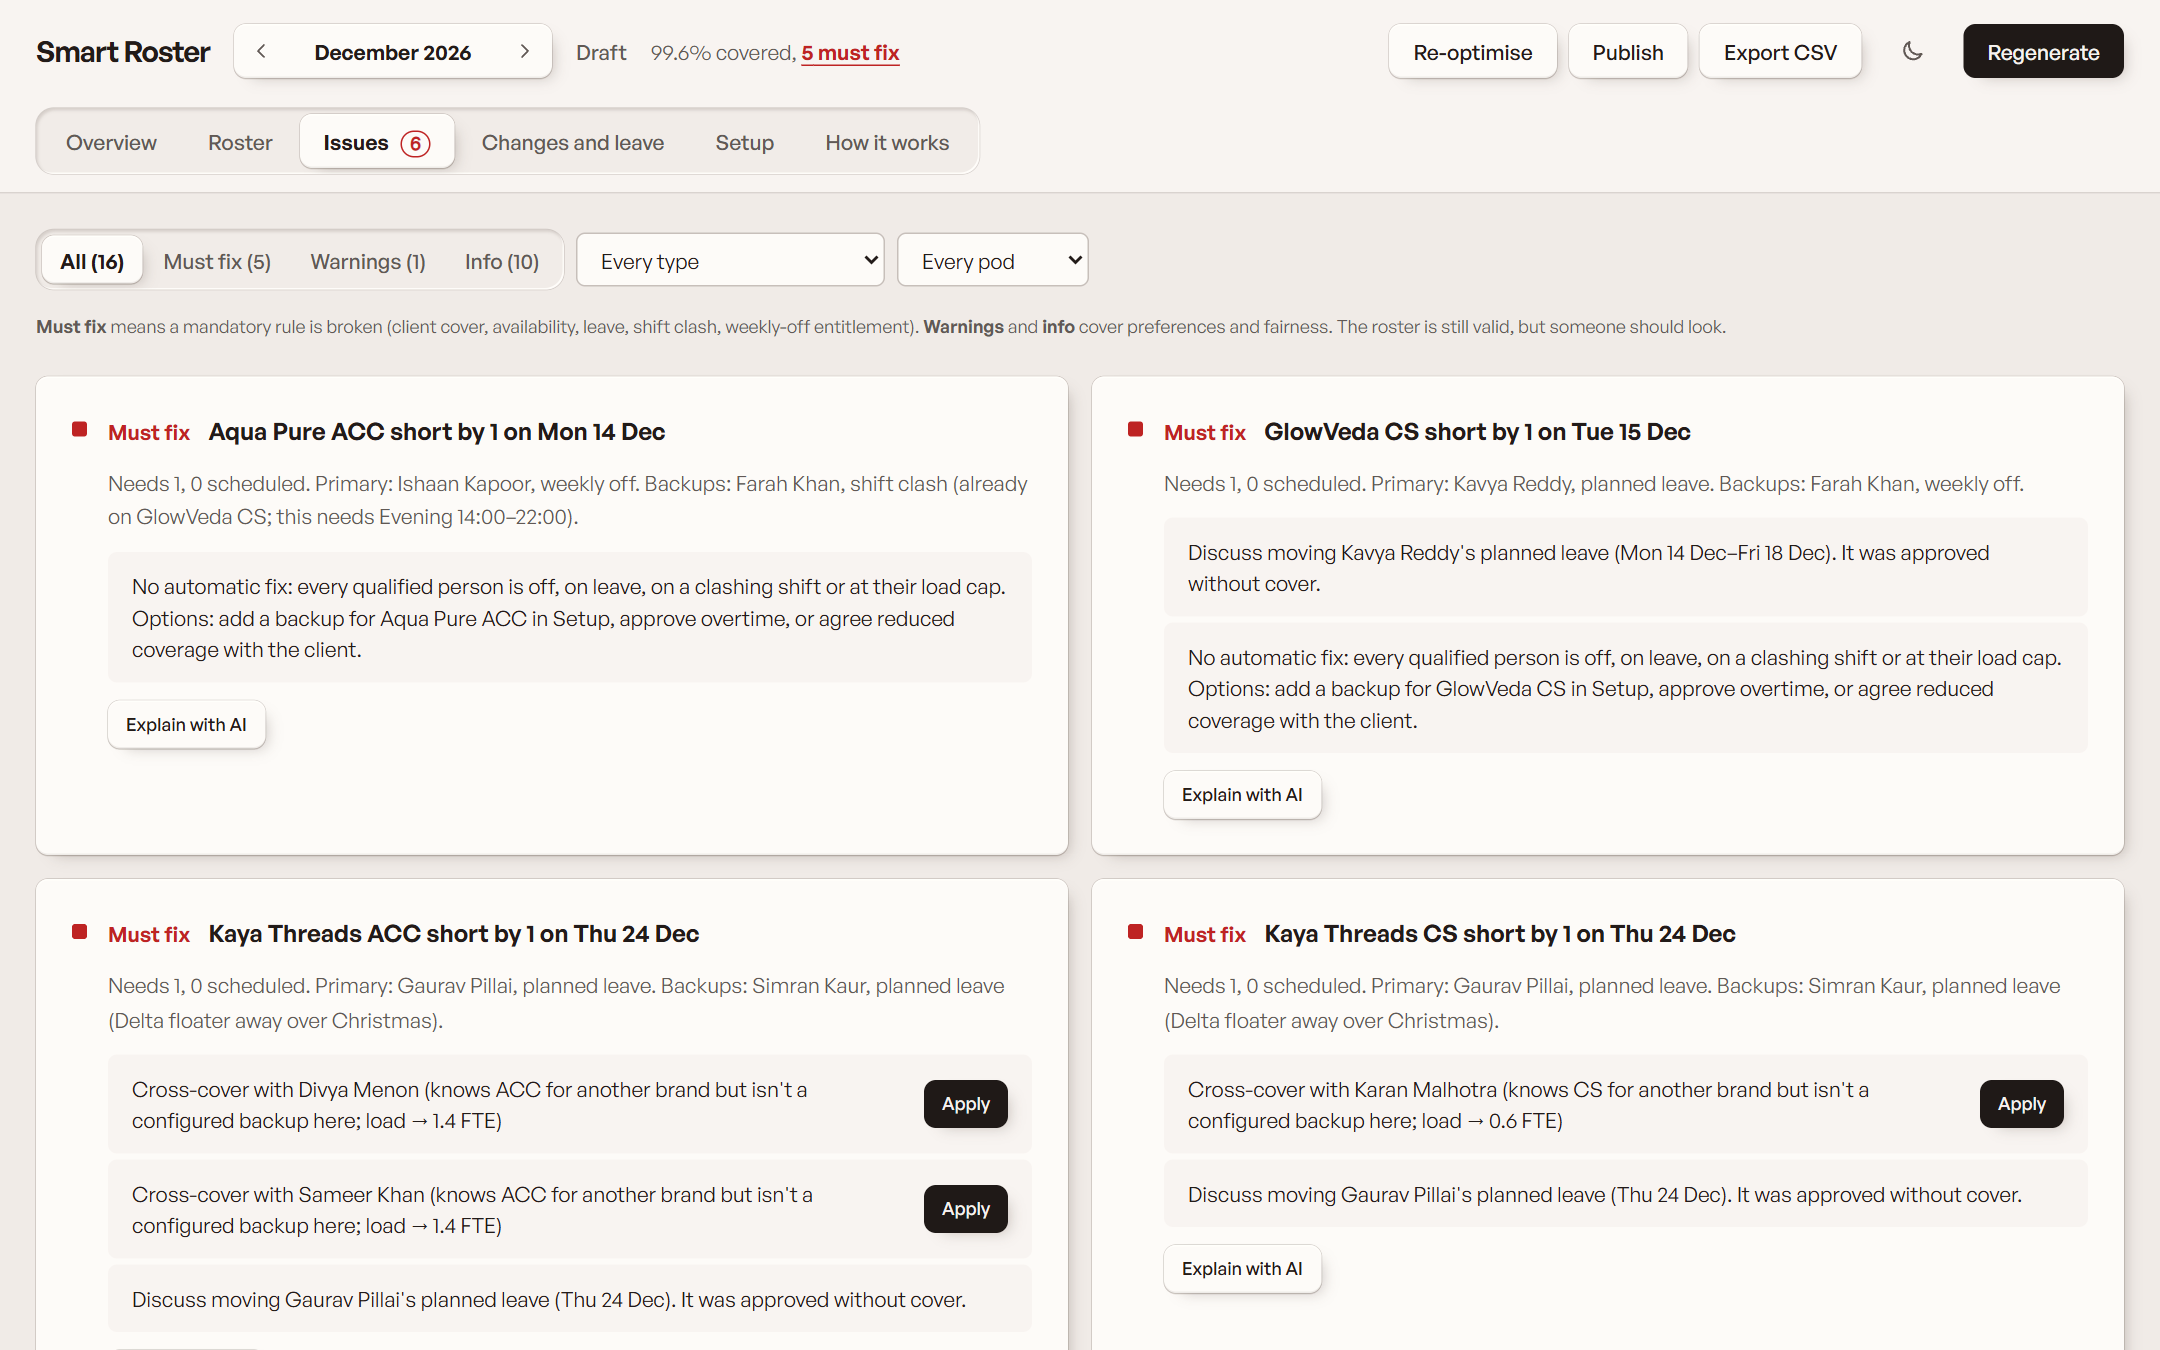 Smart Roster
December 2026
Draft
99.6% covered, 5 must fix
Re-optimise
Publish
Export CSV
Regenerate
Overview
Roster
Issues 6
Changes and leave
Setup
How it works
All (16)
Must fix (5)
Warnings (1)
Info (10)
Every type
Every pod
Must fix means a mandatory rule is broken (client cover, availability, leave, shift clash, weekly-off entitlement). Warnings and info cover preferences and fairness. The roster is still valid, but someone should look.
Must fix Aqua Pure ACC short by 1 on Mon 14 Dec
Needs 1, 0 scheduled. Primary: Ishaan Kapoor, weekly off. Backups: Farah Khan, shift clash (already
on GlowVeda CS; this needs Evening 14:00–22:00).
No automatic fix: every qualified person is off, on leave, on a clashing shift or at their load cap.
Options: add a backup for Aqua Pure ACC in Setup, approve overtime, or agree reduced
coverage with the client.
Explain with AI
Must fix GlowVeda CS short by 1 on Tue 15 Dec
Needs 1, 0 scheduled. Primary: Kavya Reddy, planned leave. Backups: Farah Khan, weekly off.
Discuss moving Kavya Reddy's planned leave (Mon 14 Dec–Fri 18 Dec). It was approved
without cover.
No automatic fix: every qualified person is off, on leave, on a clashing shift or at their load cap.
Options: add a backup for GlowVeda CS in Setup, approve overtime, or agree reduced
coverage with the client.
Explain with AI
Must fix Kaya Threads ACC short by 1 on Thu 24 Dec
Needs 1, 0 scheduled. Primary: Gaurav Pillai, planned leave. Backups: Simran Kaur, planned leave
(Delta floater away over Christmas).
Cross-cover with Divya Menon (knows ACC for another brand but isn't a
configured backup here; load → 1.4 FTE)
Apply
Cross-cover with Sameer Khan (knows ACC for another brand but isn't a
configured backup here; load → 1.4 FTE)
Apply
Discuss moving Gaurav Pillai's planned leave (Thu 24 Dec). It was approved without cover.
Must fix Kaya Threads CS short by 1 on Thu 24 Dec
Needs 1, 0 scheduled. Primary: Gaurav Pillai, planned leave. Backups: Simran Kaur, planned leave
(Delta floater away over Christmas).
Cross-cover with Karan Malhotra (knows CS for another brand but isn't a
configured backup here; load → 0.6 FTE)
Apply
Discuss moving Gaurav Pillai's planned leave (Thu 24 Dec). It was approved without cover.
Explain with AI